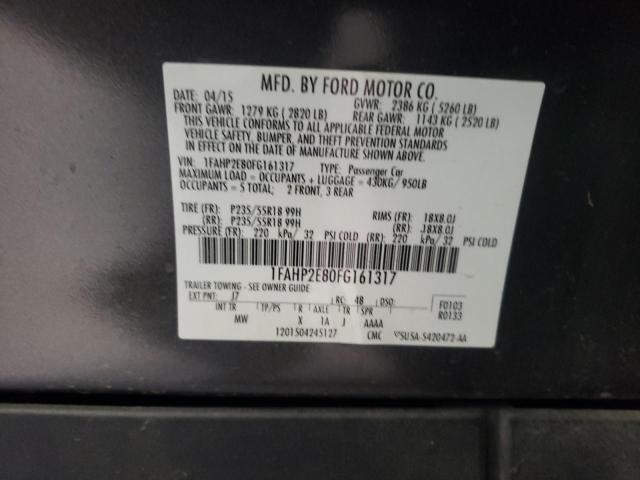 MFD. BY FORD MOTOR CO.
DATE: 04/15 GVWR: 2386 KG ( 5260 LB)
FRONT GAWR: 1279 KG ( 2820 LB) REAR GAWR: 1143 KG ( 2520 LB)
THIS VEHICLE CONFORMS TO ALL APPLICABLE FEDERAL MOTOR
VEHICLE SAFETY, BUMPER, AND THEFT PREVENTION STANDARDS
IN EFFECT ON THE DATE OF MANUFACTURE SHOWN ABOVE.
VIN: 1FAHP2E80FG161317 TYPE: Passenger Car
MAXIMUM LOAD = OCCUPANTS + LUGGAGE = 430KG/ 950LB
OCCUPANTS = 5 TOTAL; 2 FRONT, 3 REAR
TIRE (FR): P235/55R18 99H RIMS (FR): 18X8.0J
(RR): P235/55R18 99H (RR): 18X8.0J
PRESSURE (FR): 220 kPa/ 32 PSI COLD (RR): 220 kPa/ 32 PSI COLD
1FAHP2E80FG161317
TRAILER TOWING - SEE OWNER GUIDE
EXT PNT: J7 RC: 48 DSO: F0103
INT TR TP/PS R AXLE TR SPR R0133
MW X 1A J AAAA
1201504245127 CMC 5U5A-5420472-AA